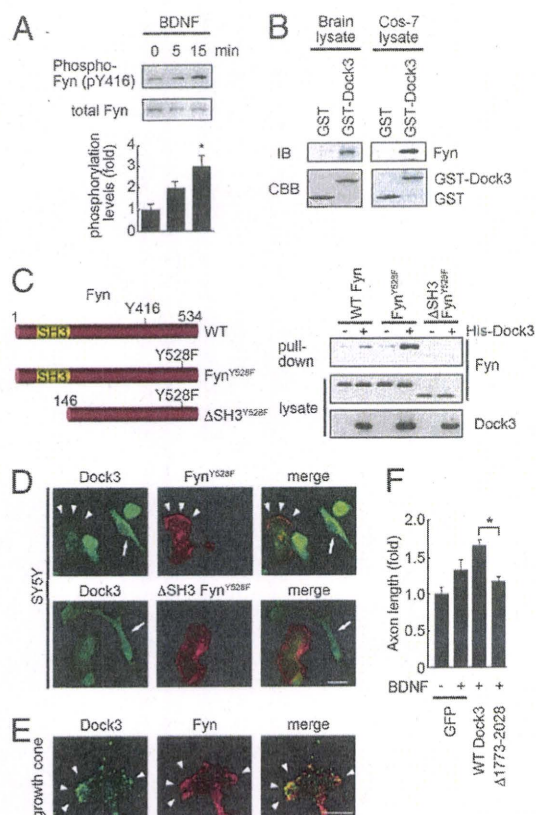 A
BDNF
0 5 15 min
Phospho-
Fyn (pY416)
total Fyn
phosphorylation
levels (fold)
4
3
2
1
0
*
B
Brain
lysate
Cos-7
lysate
GST
GST-Dock3
GST
GST-Dock3
IB
Fyn
CBB
GST-Dock3
GST
C
Fyn
1
Y416
534
SH3
WT
Y528F
SH3
Fyn^Y528F
146
Y528F
ΔSH3^Y528F
WT Fyn
Fyn^Y528F
ΔSH3
Fyn^Y528F
- + - + - + His-Dock3
pull-
down
Fyn
lysate
Dock3
D
Dock3 Fyn^Y528F merge
SY5Y
Dock3 ΔSH3 Fyn^Y528F merge
E
Dock3 Fyn merge
growth cone
F
Axon length (fold)
2.0
1.5
1.0
0.5
0
*
BDNF - + + +
GFP
WT Dock3
Δ1773-2028